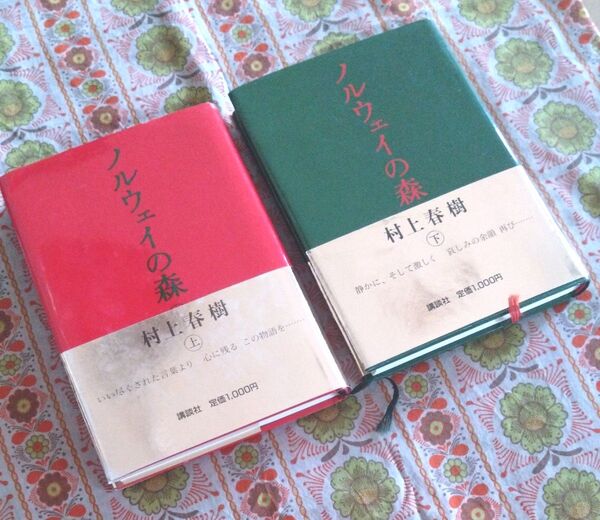 ノルウェイの森
村上春樹
上
いい尽くされた言葉より 心に残る この物語を……
講談社 定価1,000円
ノルウェイの森
村上春樹
下
静かに、そして激しく 哀しみの余韻 再び……
講談社 定価1,000円